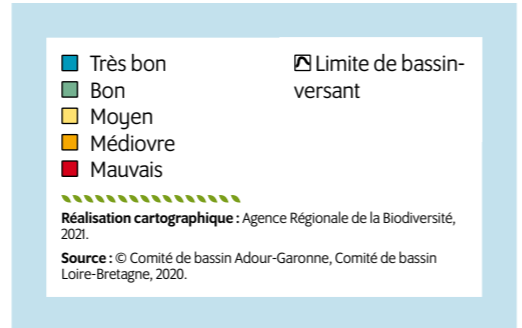 Très bon
Bon
Moyen
Médiovre
Mauvais
Limite de bassin-
versant
Réalisation cartographique : Agence Régionale de la Biodiversité,
2021.
Source : © Comité de bassin Adour-Garonne, Comité de bassin
Loire-Bretagne, 2020.